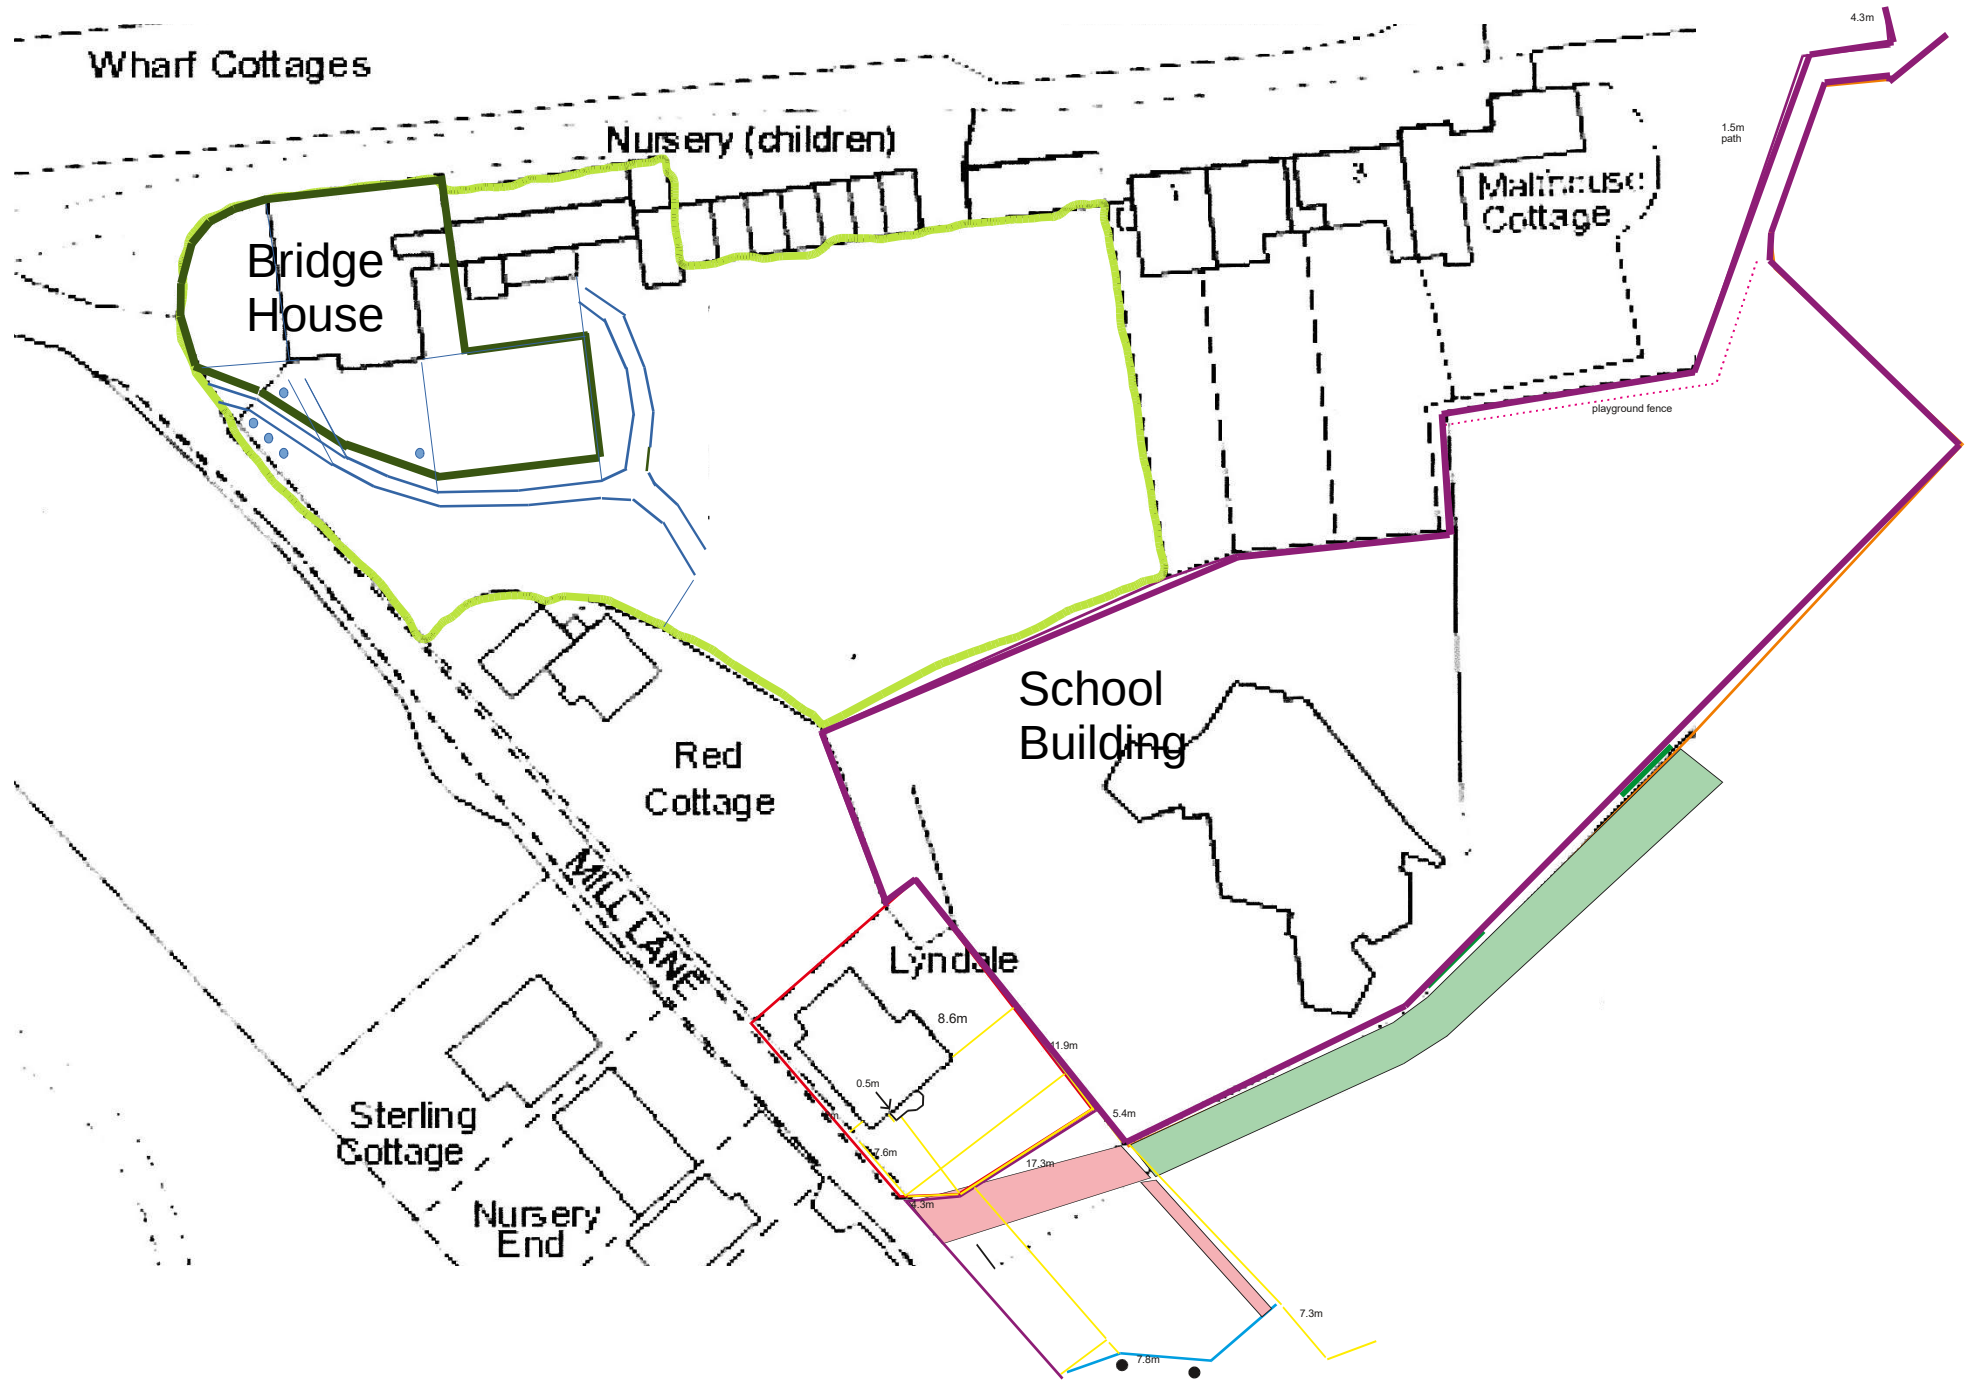 4.3m
Wharf Cottages
Nursery (children)
1.5m
path
1
3
Malthouse
Cottage
Bridge
House
playground fence
School
Building
Red
Cottage
MILL LANE
Lyndale
8.6m
11.9m
0.5m
5.4m
Sterling
Cottage
7.6m
17.3m
4.3m
Nursery
End
7.3m
7.8m